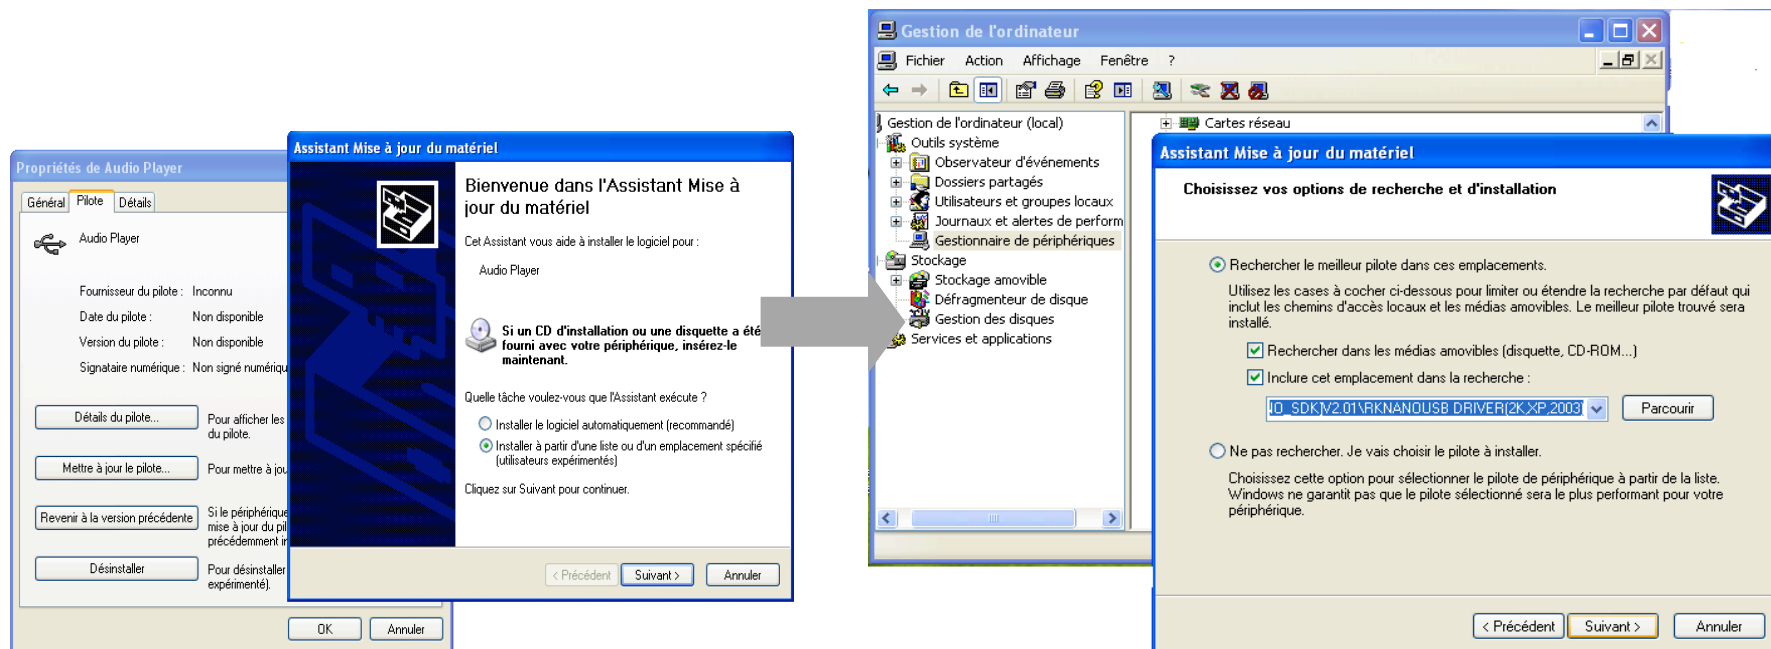 Propriétés de Audio Player
Général Pilote Détails
Audio Player
Fournisseur du pilote : Inconnu
Date du pilote : Non disponible
Version du pilote : Non disponible
Signataire numérique : Non signé numériqu
Détails du pilote...
Pour afficher les
du pilote.
Mettre à jour le pilote...
Pour mettre à jou
Revenir à la version précédente
Si le périphérique
mise à jour du pil
précédemment in
Désinstaller
Pour désinstaller
expérimenté).
OK Annuler
Assistant Mise à jour du matériel
Bienvenue dans l'Assistant Mise à
jour du matériel
Cet Assistant vous aide à installer le logiciel pour :
Audio Player
Si un CD d'installation ou une disquette a été
fourni avec votre périphérique, insérez-le
maintenant.
Quelle tâche voulez-vous que l'Assistant exécute ?
Installer le logiciel automatiquement (recommandé)
Installer à partir d'une liste ou d'un emplacement spécifié
(utilisateurs expérimentés)
Cliquez sur Suivant pour continuer.
< Précédent Suivant > Annuler
Gestion de l'ordinateur
Fichier Action Affichage Fenêtre ?
Gestion de l'ordinateur (local)
Outils système
Observateur d'événements
Dossiers partagés
Utilisateurs et groupes locaux
Journaux et alertes de perform
Gestionnaire de périphériques
Stockage
Stockage amovible
Défragmenteur de disque
Gestion des disques
Services et applications
Cartes réseau
Assistant Mise à jour du matériel
Choisissez vos options de recherche et d'installation
Rechercher le meilleur pilote dans ces emplacements.
Utilisez les cases à cocher ci-dessous pour limiter ou étendre la recherche par défaut qui
inclut les chemins d'accès locaux et les médias amovibles. Le meilleur pilote trouvé sera
installé.
Rechercher dans les médias amovibles (disquette, CD-ROM...)
Inclure cet emplacement dans la recherche :
IO_SDK)V2.01\RKNANOUSB DRIVER(2K,XP,2003)
Parcourir
Ne pas rechercher. Je vais choisir le pilote à installer.
Choisissez cette option pour sélectionner le pilote de périphérique à partir de la liste.
Windows ne garantit pas que le pilote sélectionné sera le plus performant pour votre
périphérique.
< Précédent Suivant > Annuler